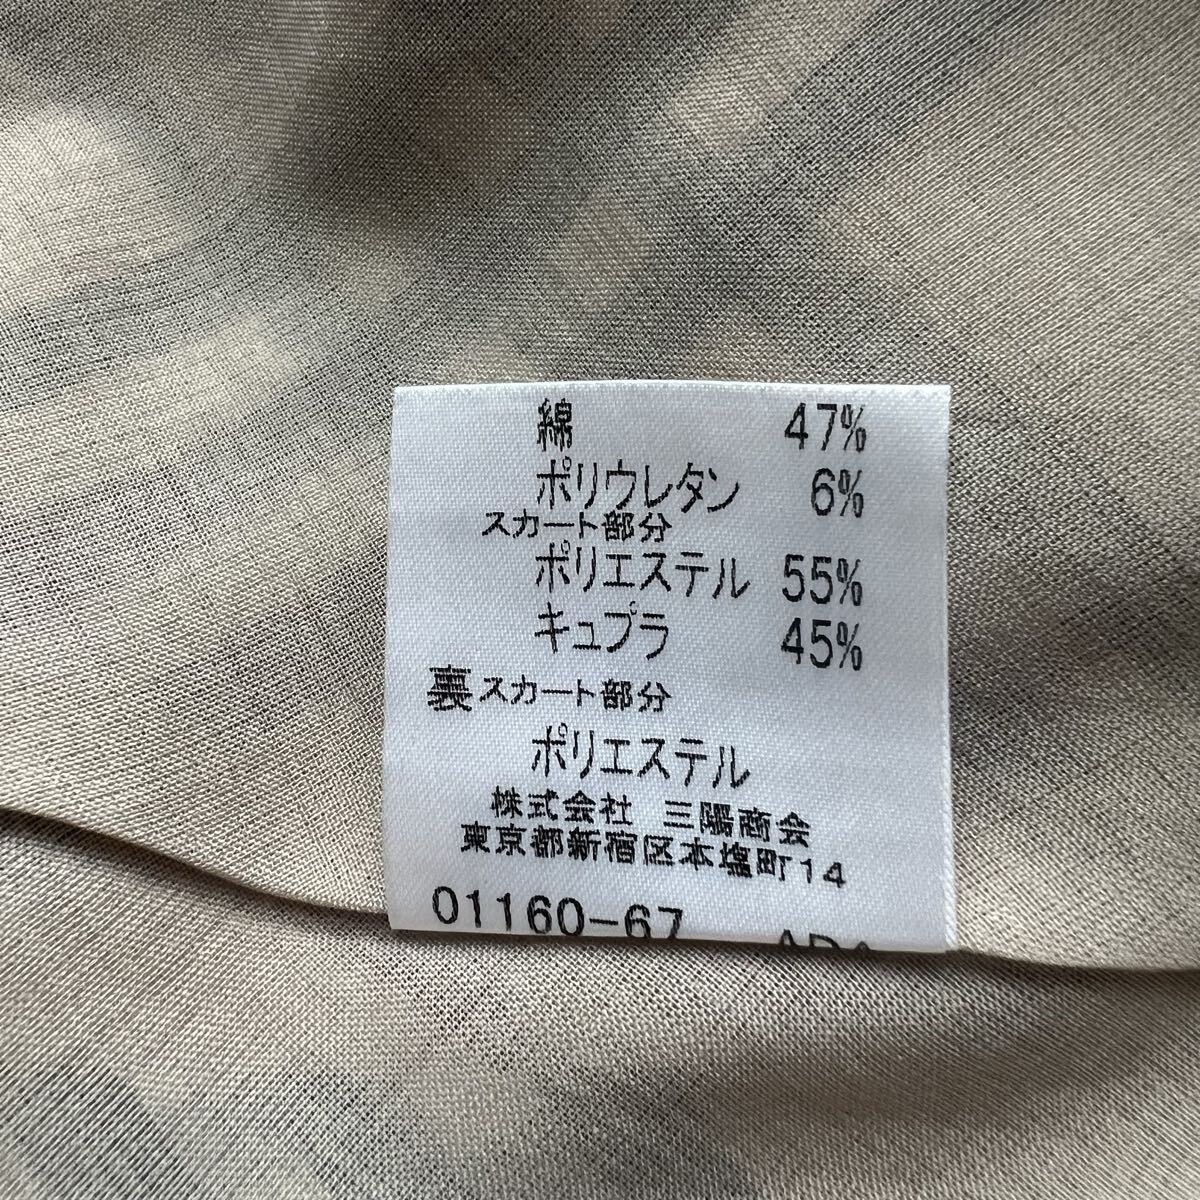 綿 47%
ポリウレタン 6%
スカート部分
ポリエステル 55%
キュプラ 45%
裏スカート部分
ポリエステル
株式会社 三陽商会
東京都新宿区本塩町14
01160-67